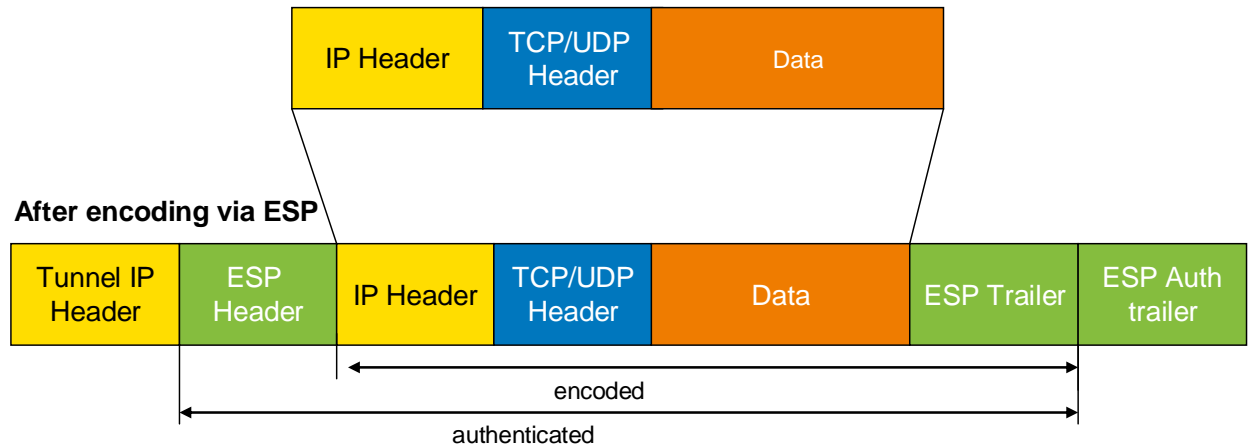 IP Header
TCP/UDP
Header
Data
After encoding via ESP
Tunnel IP
Header
ESP
Header
IP Header
TCP/UDP
Header
Data
ESP Trailer
ESP Auth
trailer
encoded
authenticated